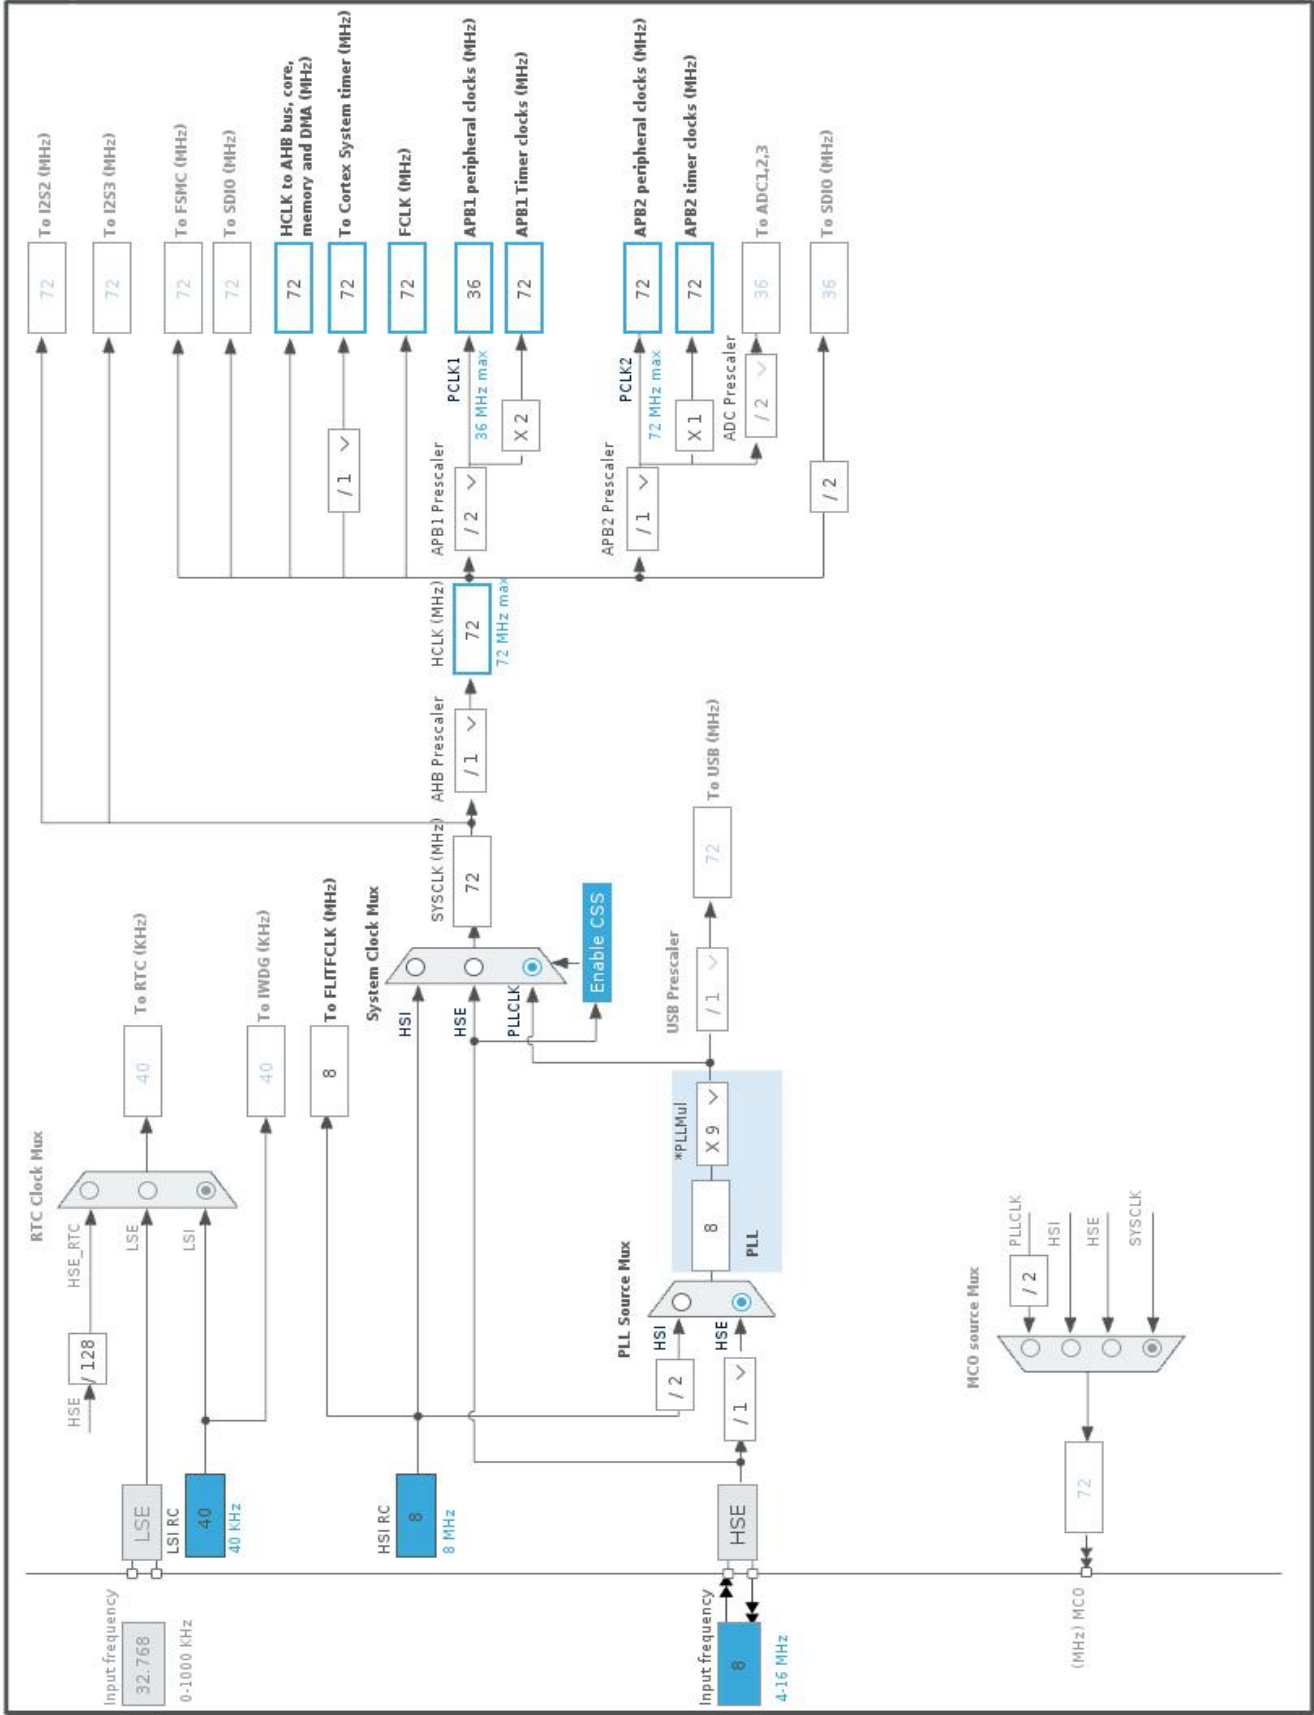 Input frequency
32.768
0-1000 KHz
LSE
LSI RC
40
40 KHz
HSE
/ 128
HSE_RTC
LSE
LSI
RTC Clock Mux
40
To RTC (KHz)
40
To IWDG (KHz)
8
To FLITFCLK (MHz)
HSI RC
8
8 MHz
Input frequency
8
4-16 MHz
HSE
/ 2
/ 1
HSI
HSE
PLL Source Mux
8
PLL
*PLLMul
X 9
USB Prescaler
/ 1
72
To USB (MHz)
System Clock Mux
HSI
HSE
PLLCLK
Enable CSS
SYSCLK (MHz)
72
AHB Prescaler
/ 1
HCLK (MHz)
72
72 MHz max
72
To I2S2 (MHz)
72
To I2S3 (MHz)
72
To FSMC (MHz)
72
To SDIO (MHz)
72
HCLK to AHB bus, core,
memory and DMA (MHz)
/ 1
72
To Cortex System timer (MHz)
72
FCLK (MHz)
APB1 Prescaler
/ 2
PCLK1
36 MHz max
36
APB1 peripheral clocks (MHz)
X 2
72
APB1 Timer clocks (MHz)
APB2 Prescaler
/ 1
PCLK2
72 MHz max
72
APB2 peripheral clocks (MHz)
X 1
72
APB2 timer clocks (MHz)
ADC Prescaler
/ 2
36
To ADC1,2,3
/ 2
36
To SDIO (MHz)
MCO source Mux
/ 2
PLLCLK
HSI
HSE
SYSCLK
72
(MHz) MCO